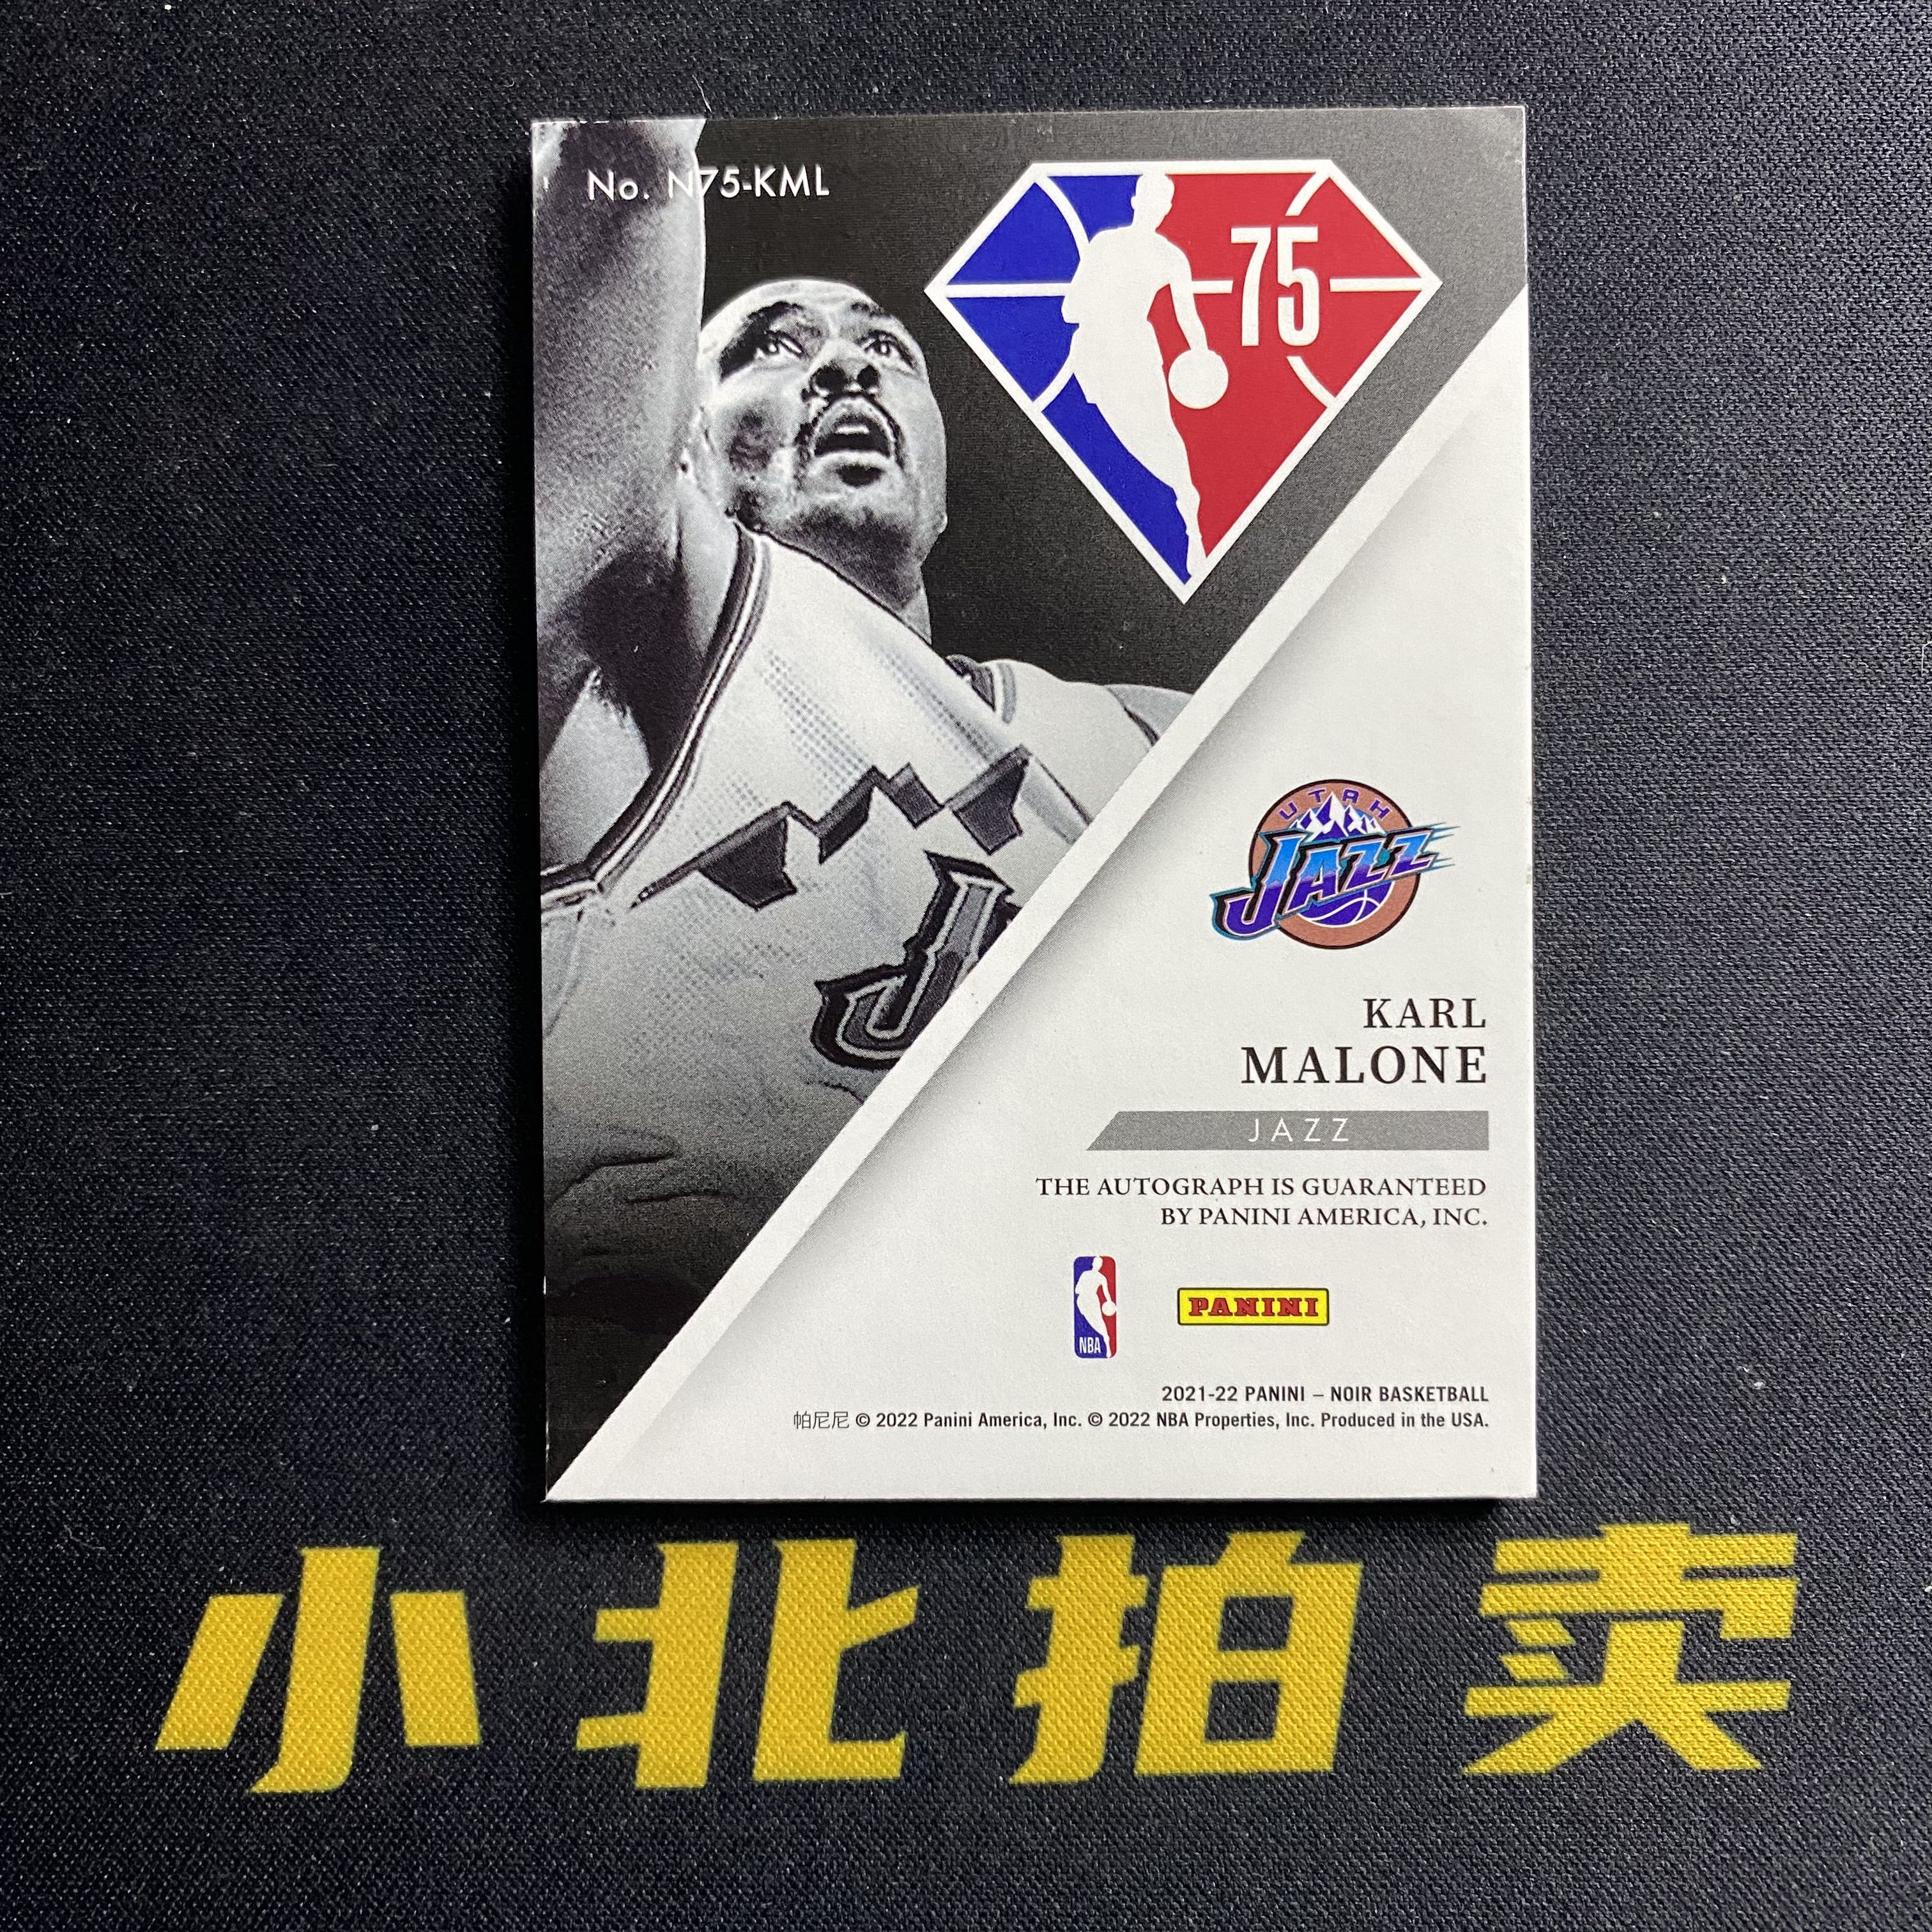 No. N75-KML
75
UTAH
JAZZ
J
KARL
MALONE
JAZZ
THE AUTOGRAPH IS GUARANTEED
BY PANINI AMERICA, INC.
NBA
PANINI
2021-22 PANINI – NOIR BASKETBALL
帕尼尼 © 2022 Panini America, Inc. © 2022 NBA Properties, Inc. Produced in the USA.
小北拍卖